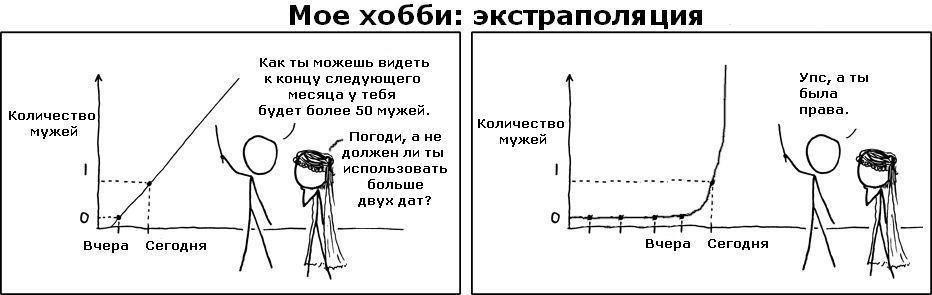 Мое хобби: экстраполяция
Как ты можешь видеть
к концу следующего
месяца у тебя
будет более 50 мужей.
Погоди, а не
должен ли ты
использовать
больше
двух дат?
Количество
мужей
1
0
Вчера Сегодня
Упс, а ты
была
права.
Количество
мужей
1
0
Вчера Сегодня